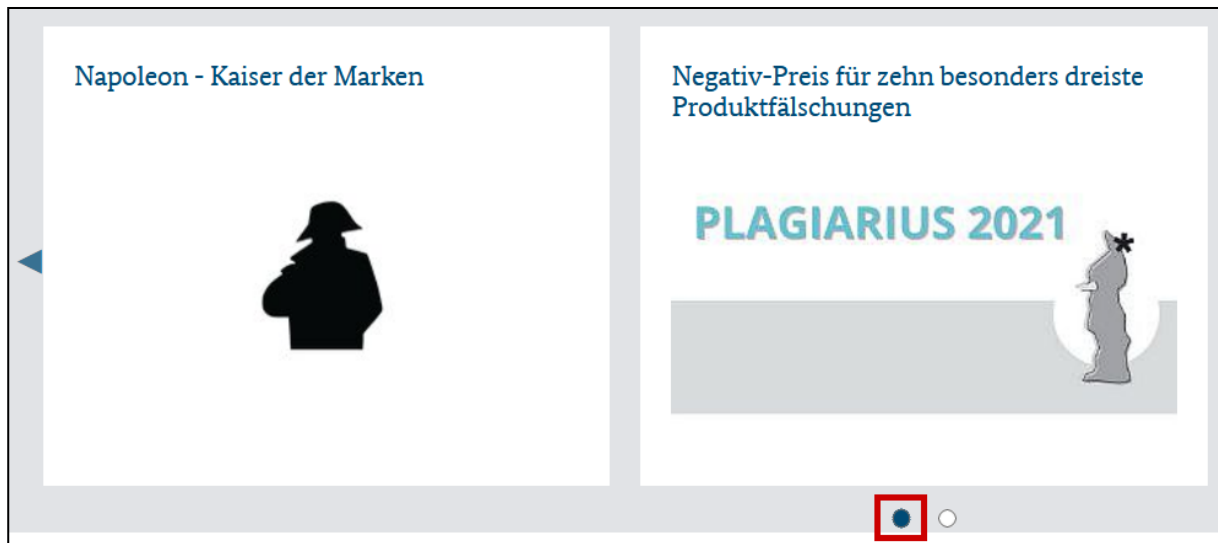 Napoleon - Kaiser der Marken
Negativ-Preis für zehn besonders dreiste
Produktfälschungen
PLAGIARIUS 2021
*